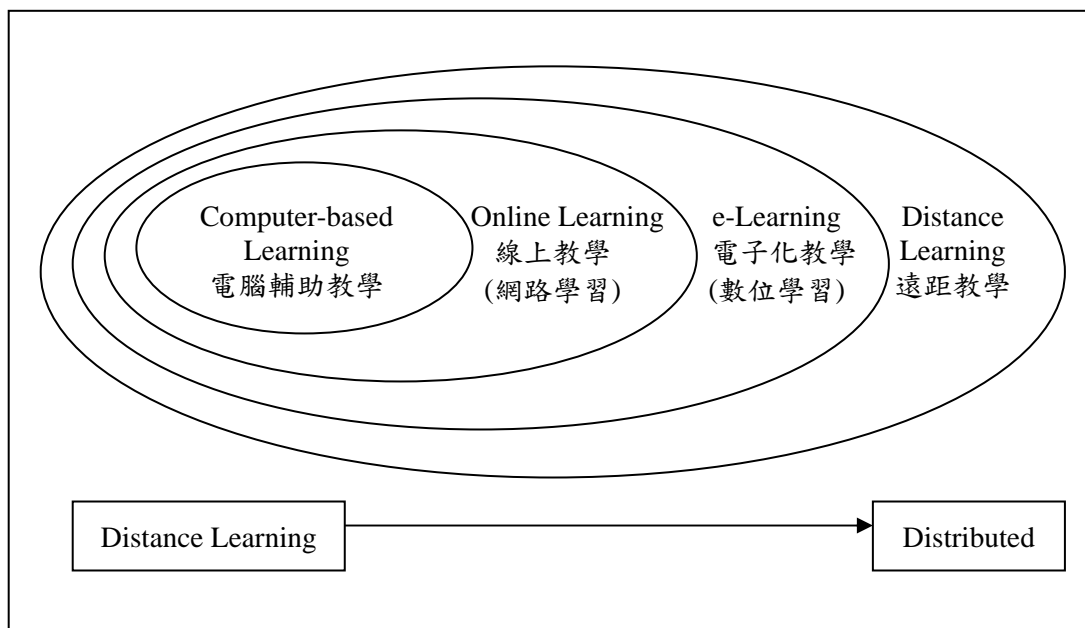 Computer-based
Learning
電腦輔助教學
Online Learning
線上教學
(網路學習)
e-Learning
電子化教學
(數位學習)
Distance
Learning
遠距教學
Distance Learning
Distributed